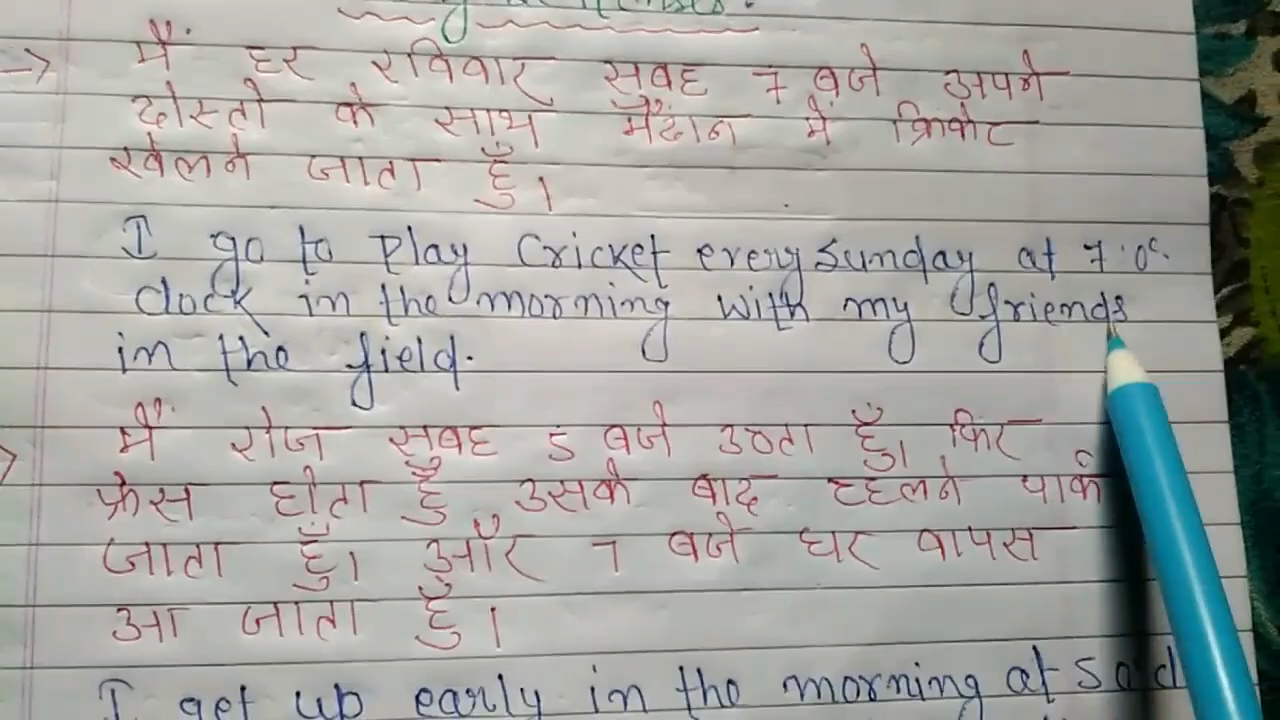 मैं हर रविवार सुबह 7 बजे अपने
दोस्तो के साथ मैदान में क्रिकेट
खेलने जाता हूँ।
I go to Play Cricket every Sunday at 7.0c
clock in the morning with my friends
in the field.
मैं रोज सुबह 5 बजे उठता हूँ। फिर
फ्रेस होता हूँ उसके बाद टहलने पार्क
जाता हूँ। और 7 बजे घर वापस
आ जाता हूँ।
I get up early in the morning at 5